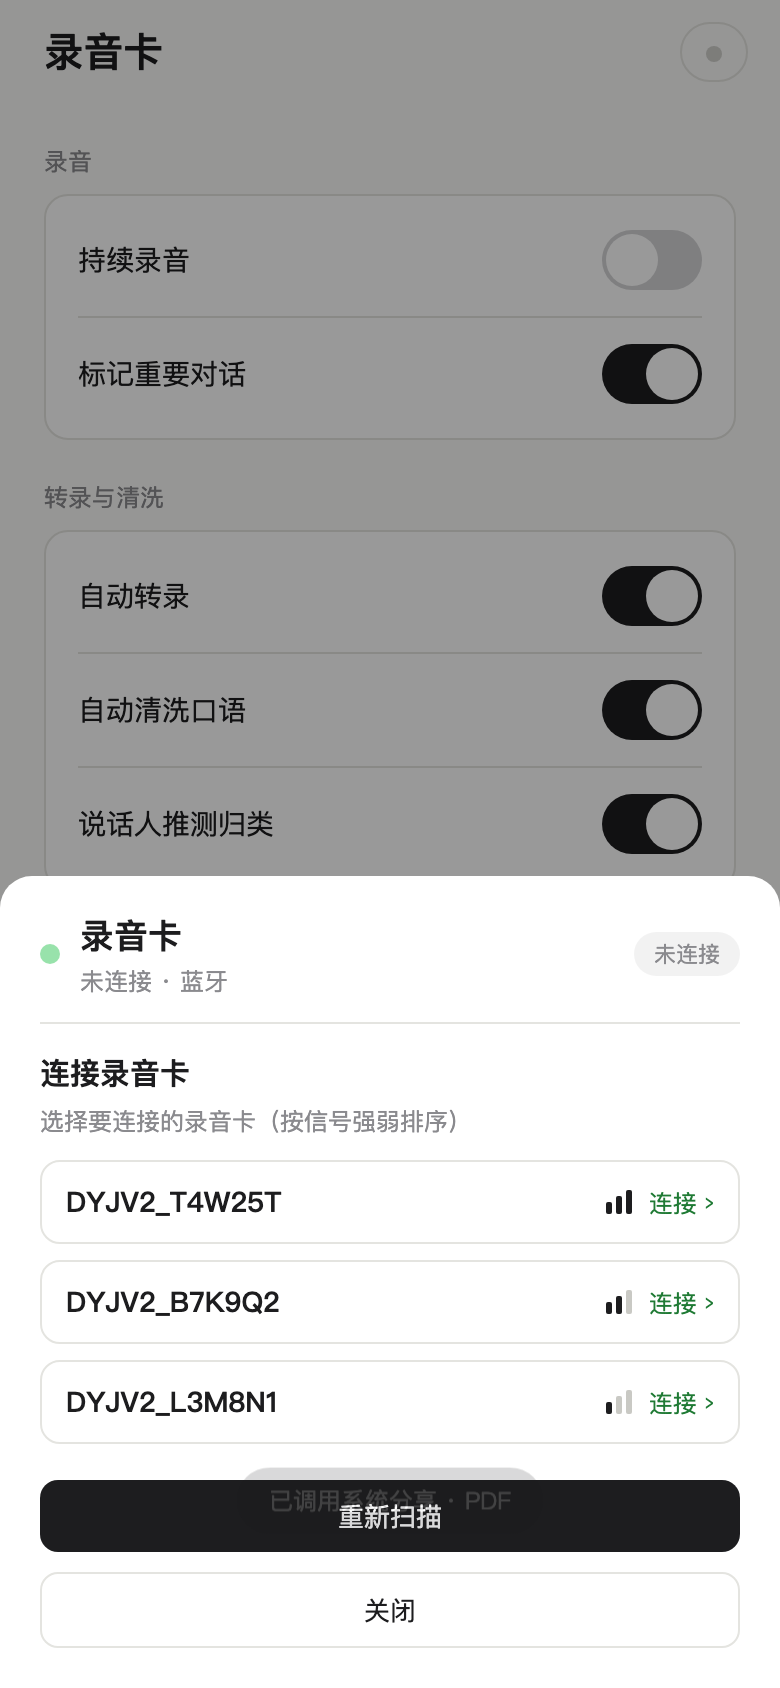 录音卡
录音
持续录音
标记重要对话
转录与清洗
自动转录
自动清洗口语
说话人推测归类
录音卡
未连接 · 蓝牙
未连接
连接录音卡
选择要连接的录音卡（按信号强弱排序）
DYJV2_T4W25T 连接 ›
DYJV2_B7K9Q2 连接 ›
DYJV2_L3M8N1 连接 ›
已调用系统分享 · PDF
重新扫描
关闭